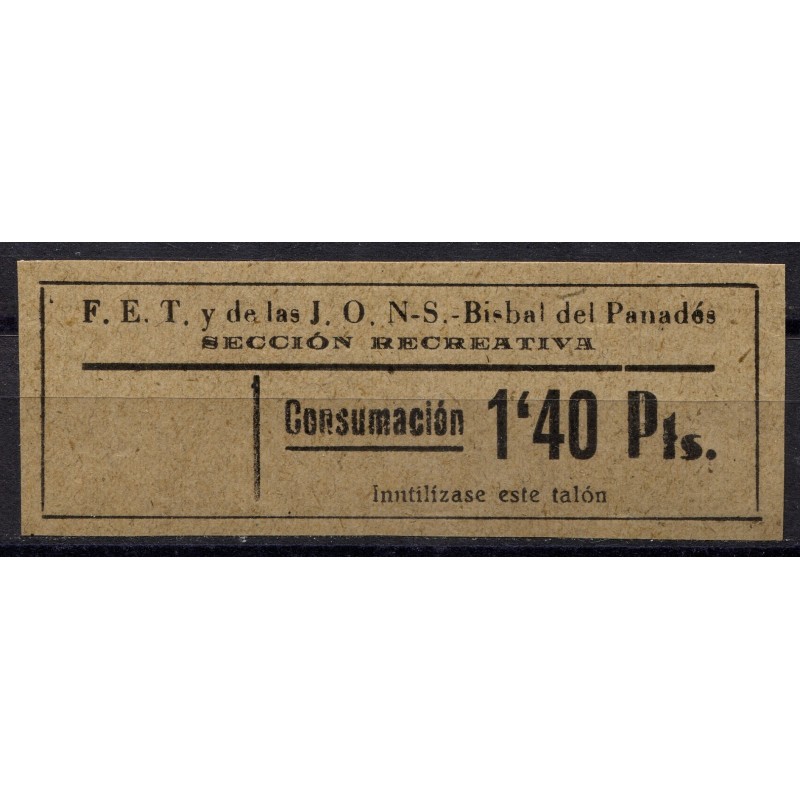 F. E. T. y de las J. O. N-S.-Bisbal del Panadés
SECCIÓN RECREATIVA
Consumación 1'40 Pts.
Inutilízase este talón